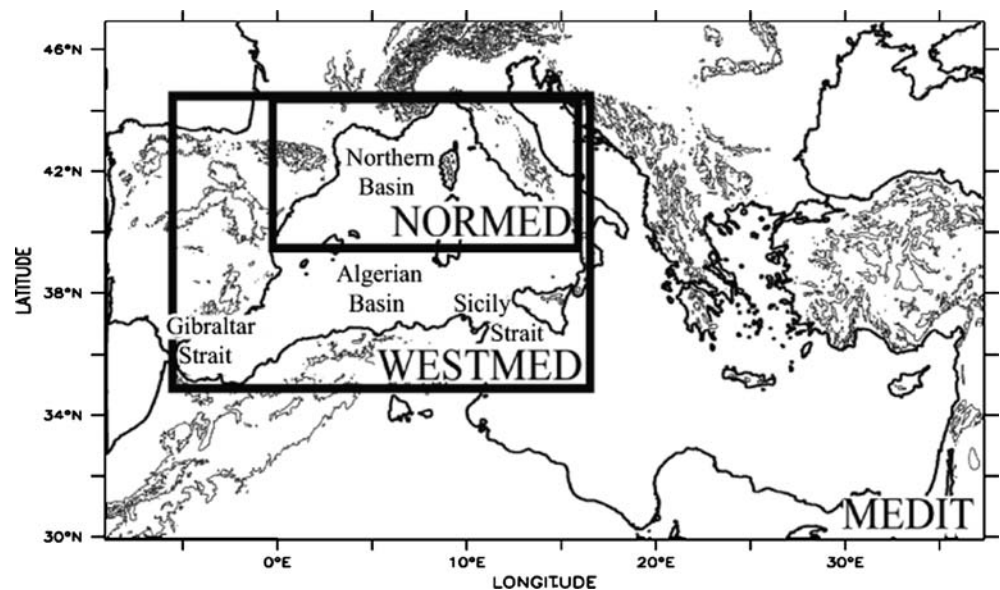 46°N
42°N
38°N
34°N
30°N
LATITUDE
Northern
Basin
NORMED
Algerian
Basin
Sicily
Strait
Gibraltar
Strait
WESTMED
MEDIT
0°E
10°E
20°E
30°E
LONGITUDE